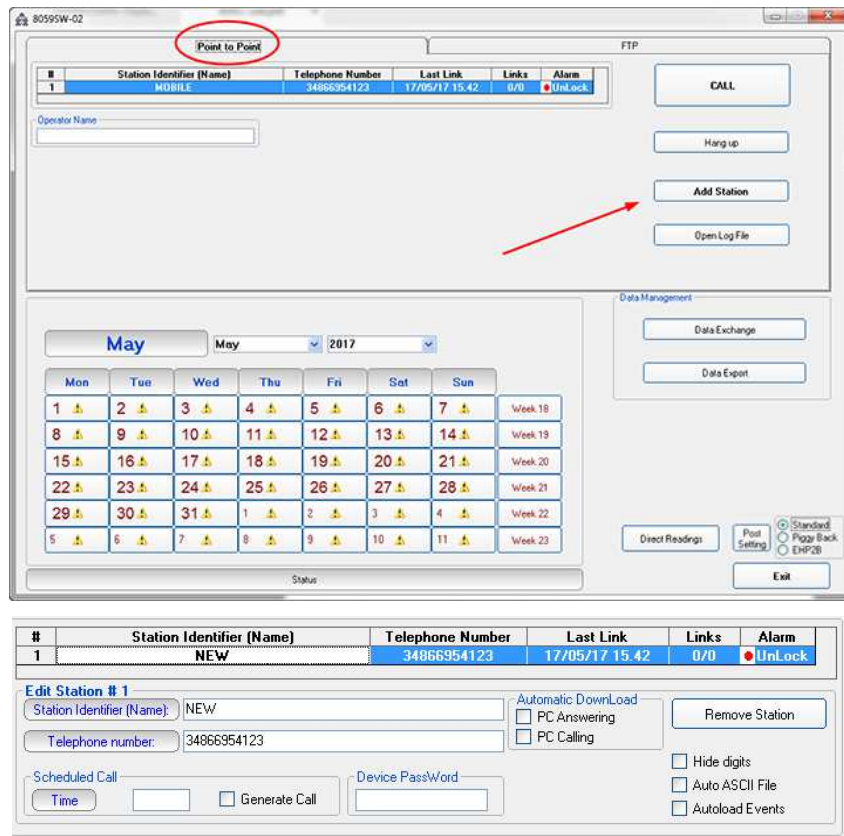 8059SW-02
Point to Point FTP
# Station Identifier (Name) Telephone Number Last Link Links Alarm
1 MOBILE 34866954123 17/05/17 15.42 0/0 UnLock
CALL
Operator Name
Hang up
Add Station
Open Log File
Data Management
Data Exchange
Data Export
May May 2017
Mon Tue Wed Thu Fri Sat Sun
1 2 3 4 5 6 7 Week 18
8 9 10 11 12 13 14 Week 19
15 16 17 18 19 20 21 Week 20
22 23 24 25 26 27 28 Week 21
29 30 31 1 2 3 4 Week 22
5 6 7 8 9 10 11 Week 23
Direct Readings Post Setting Standard
Piggy Back
EHP2B
Status
Exit
# Station Identifier (Name) Telephone Number Last Link Links Alarm
1 NEW 34866954123 17/05/17 15.42 0/0 UnLock
Edit Station # 1
Station Identifier (Name): NEW
Telephone number: 34866954123
Automatic DownLoad
PC Answering
PC Calling
Remove Station
Scheduled Call
Time Generate Call
Device PassWord
Hide digits
Auto ASCII File
Autoload Events